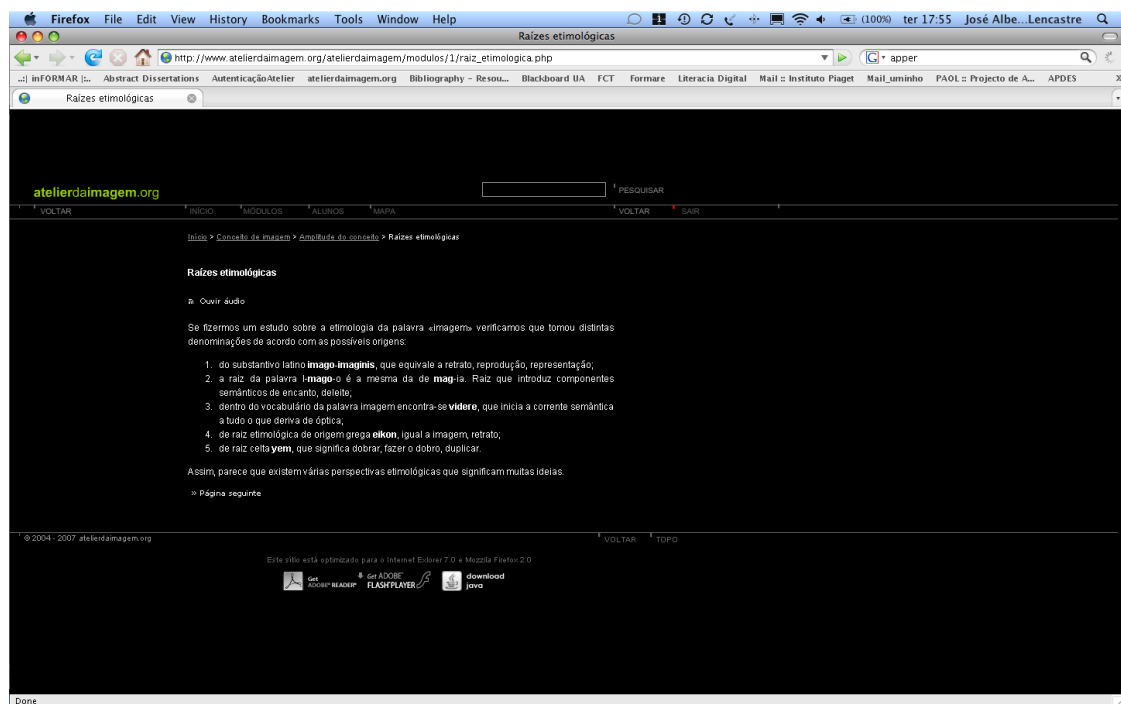 Firefox File Edit View History Bookmarks Tools Window Help (100%) ter 17:55 José Albe...Lencastre
Raízes etimológicas
http://www.atelierdaimagem.org/atelierdaimagem/modulos/1/raiz_etimologica.php apper
..:| inFORMAR |:.. Abstract Dissertations AutenticaçãoAtelier atelierdaimagem.org Bibliography – Resou... Blackboard UA FCT Formare Literacia Digital Mail :: Instituto Piaget Mail_uminho PAOL :: Projecto de A... APDES
Raízes etimológicas
atelierdaimagem.org PESQUISAR
VOLTAR INÍCIO MÓDULOS ALUNOS MAPA VOLTAR SAIR
Início > Conceito de imagem > Amplitude do conceito > Raízes etimológicas
Raízes etimológicas
Ouvir áudio
Se fizermos um estudo sobre a etimologia da palavra «imagem» verificamos que tomou distintas
denominações de acordo com as possíveis origens:
1. do substantivo latino imago-imaginis, que equivale a retrato, reprodução, representação;
2. a raiz da palavra I-mago-o é a mesma da de mag-ia. Raiz que introduz componentes
semânticos de encanto, deleite;
3. dentro do vocabulário da palavra imagem encontra-se videre, que inicia a corrente semântica
a tudo o que deriva de óptica;
4. de raiz etimológica de origem grega eikon, igual a imagem, retrato;
5. de raiz celta yem, que significa dobrar, fazer o dobro, duplicar.
Assim, parece que existem várias perspectivas etimológicas que significam muitas ideias.
» Página seguinte
© 2004 - 2007 atelierdaimagem.org VOLTAR TOPO
Este sítio está optimizado para o Internet Exlorer 7.0 e Mozzila Firefox 2.0
Get ADOBE® READER® Get ADOBE® FLASH® PLAYER download java
Done